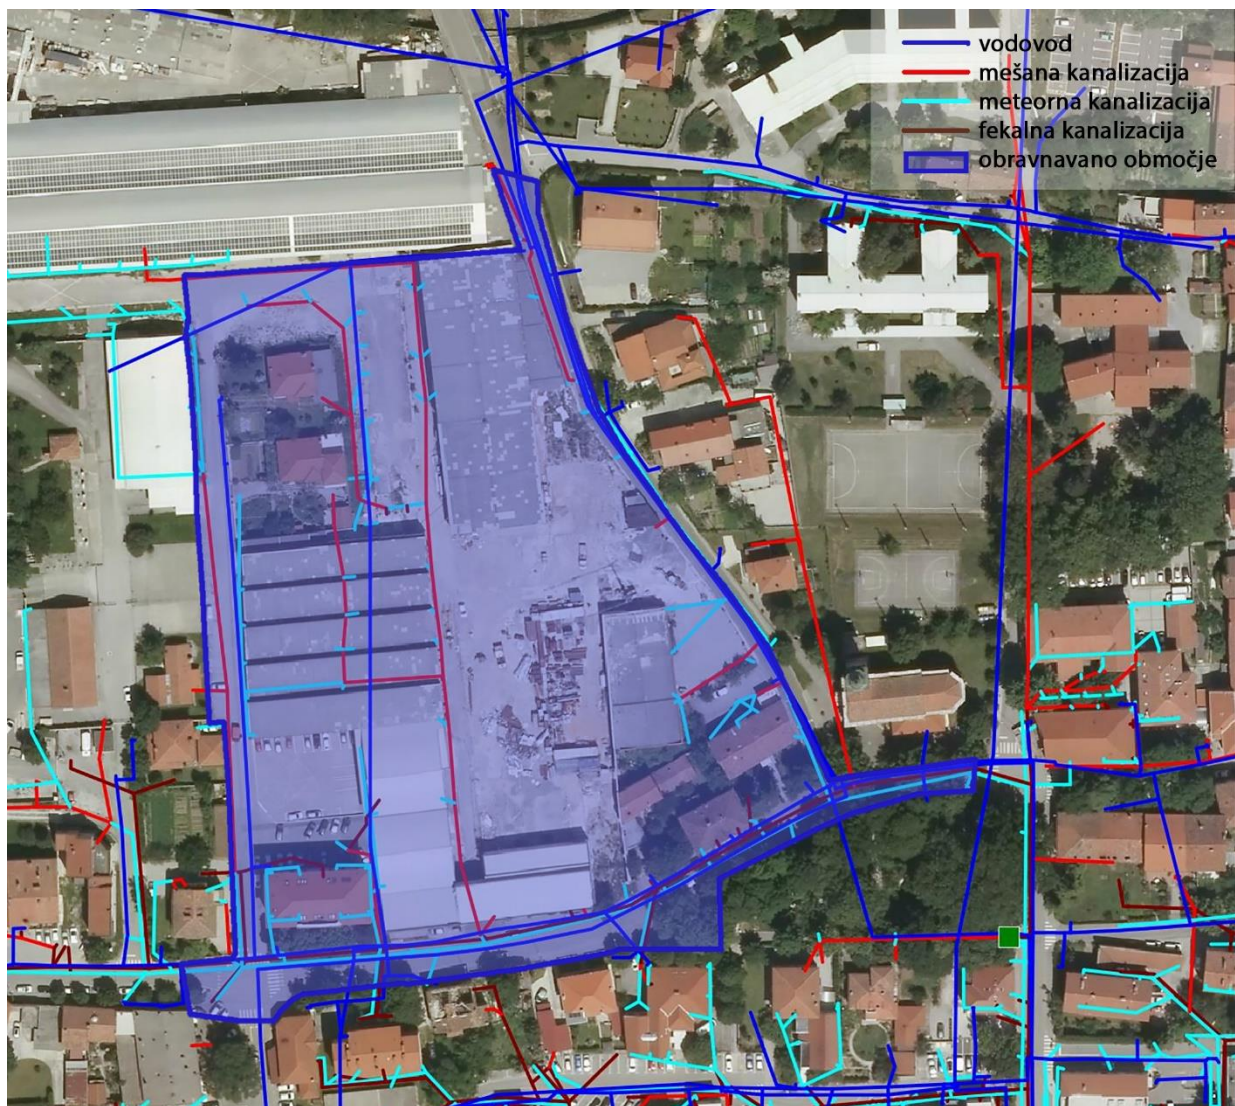 vodovod
mešana kanalizacija
meteorna kanalizacija
fekalna kanalizacija
obravnavano območje